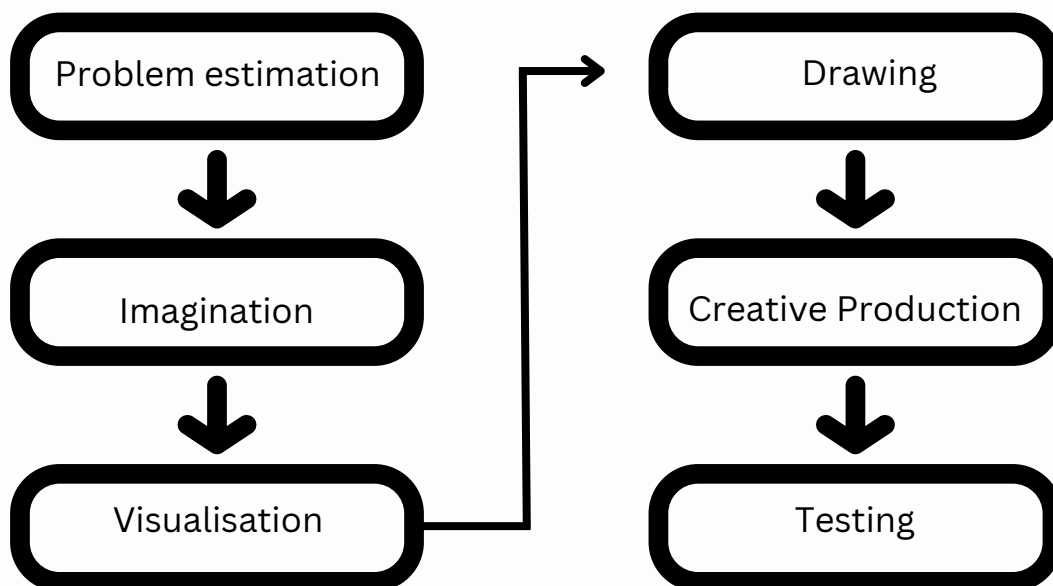 Problem estimation
Imagination
Visualisation
Drawing
Creative Production
Testing